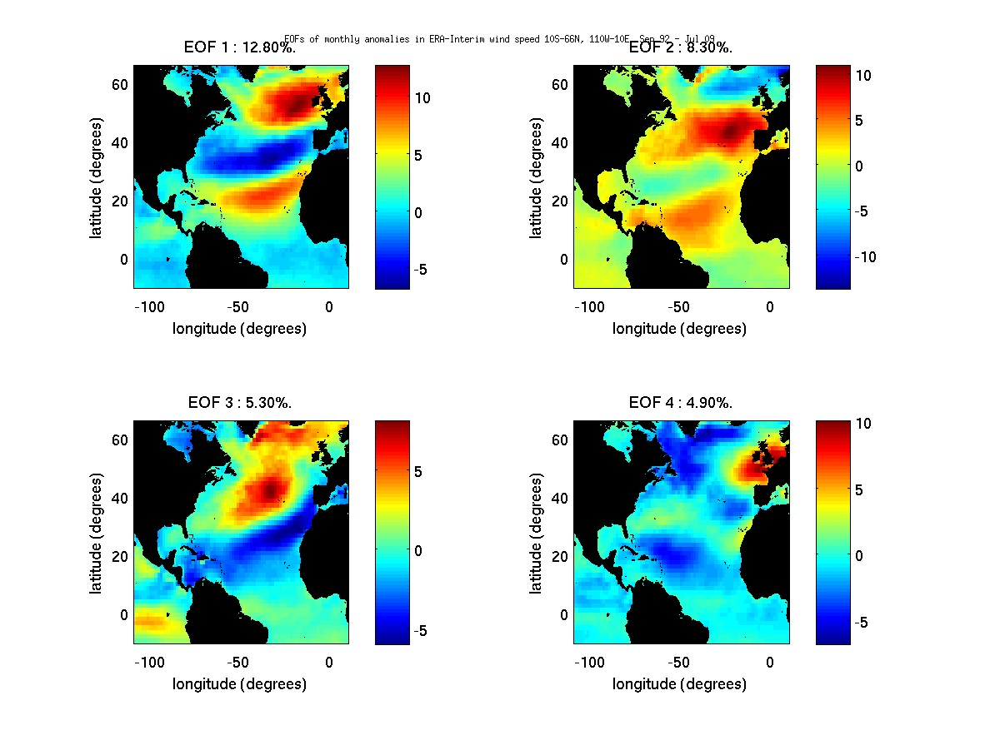 EOFs of monthly anomalies in ERA-Interim wind speed 10S-66N, 110W-10E, Sep 92 - Jul 09
EOF 1 : 12.80%.
60
40
20
0
-100 -50 0
latitude (degrees)
longitude (degrees)
10
5
0
-5
EOF 2 : 8.30%.
60
40
20
0
-100 -50 0
latitude (degrees)
longitude (degrees)
10
5
0
-5
-10
EOF 3 : 5.30%.
60
40
20
0
-100 -50 0
latitude (degrees)
longitude (degrees)
5
0
-5
EOF 4 : 4.90%.
60
40
20
0
-100 -50 0
latitude (degrees)
longitude (degrees)
10
5
0
-5